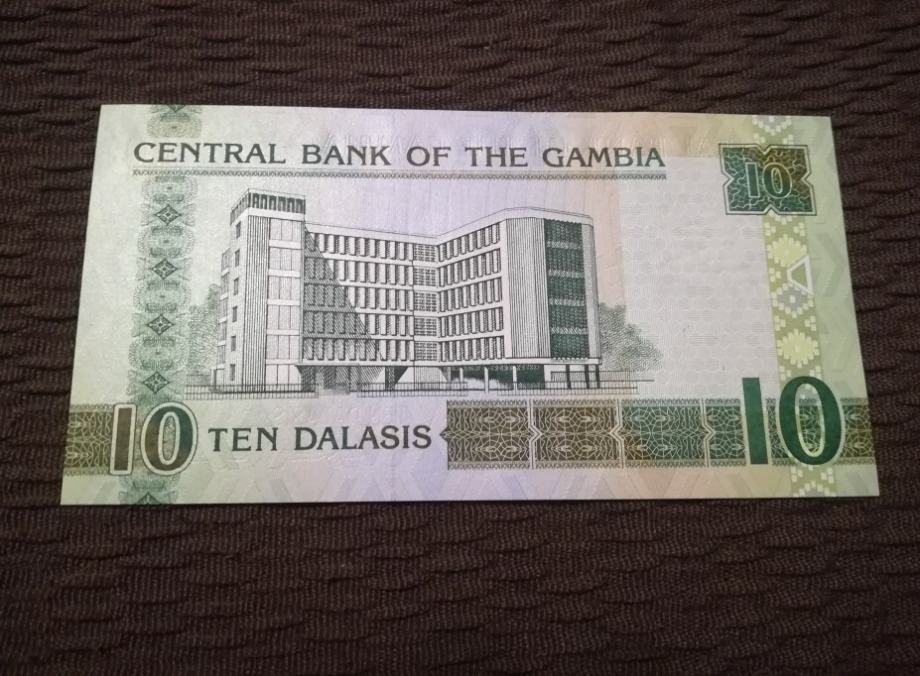 CENTRAL BANK OF THE GAMBIA
10
10 TEN DALASIS
10